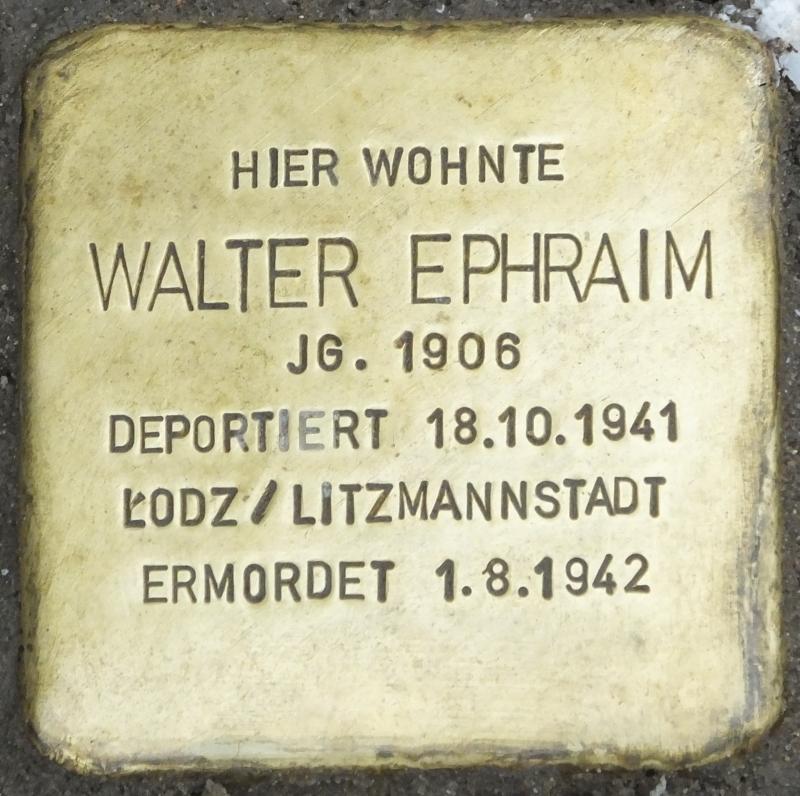 HIER WOHNTE
WALTER EPHRAIM
JG. 1906
DEPORTIERT 18.10.1941
ŁODZ / LITZMANNSTADT
ERMORDET 1.8.1942